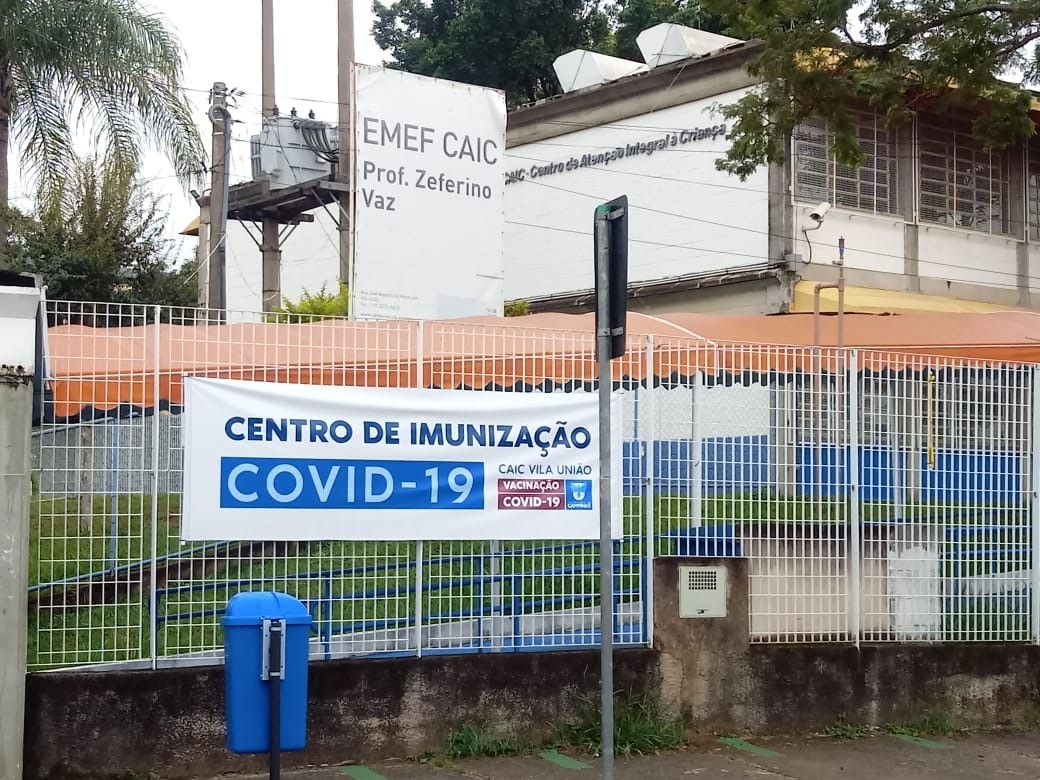 EMEF CAIC
Prof. Zeferino
Vaz
CAIC - Centro de Atenção Integral à Criança
CENTRO DE IMUNIZAÇÃO
COVID-19
CAIC VILA UNIÃO
VACINAÇÃO
COVID-19
CAMPINAS